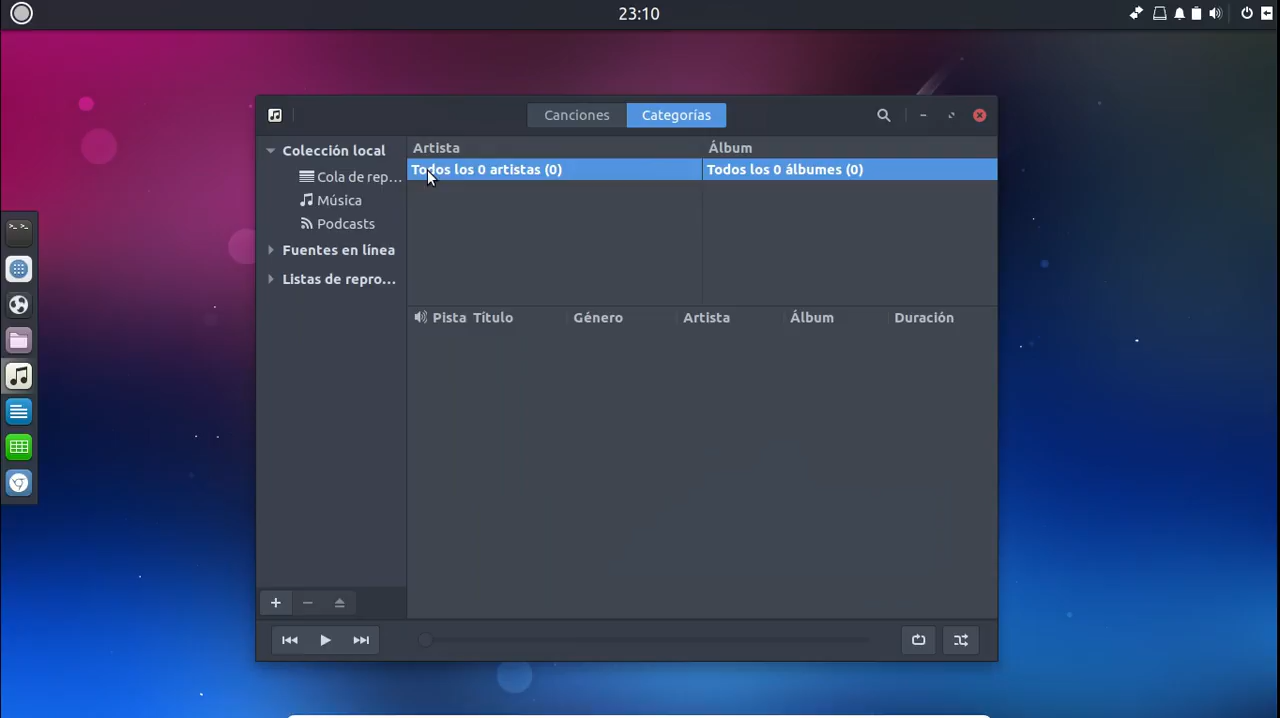 23:10
Canciones
Categorías
Colección local
Cola de rep...
Música
Podcasts
Fuentes en línea
Listas de repro...
Artista
Álbum
Todos los 0 artistas (0)
Todos los 0 álbumes (0)
Pista Título Género Artista Álbum Duración